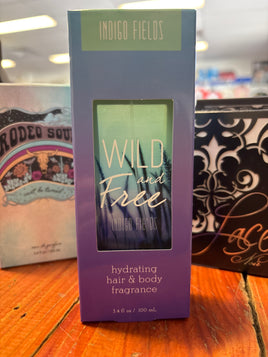 INDIGO FIELDS
WILD
and
Free
INDIGO FIELDS
hydrating
hair & body
fragrance
3.4 fl oz / 100 mL
RODEO SOUL
Lace